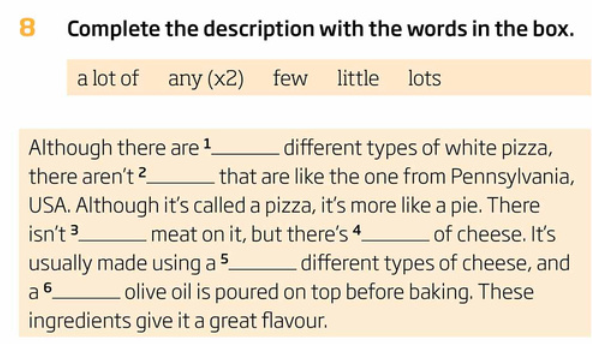 8 Complete the description with the words in the box.
a lot of any (x2) few little lots
Although there are 1_______ different types of white pizza,
there aren't 2_______ that are like the one from Pennsylvania,
USA. Although it's called a pizza, it's more like a pie. There
isn't 3_______ meat on it, but there's 4_______ of cheese. It's
usually made using a 5_______ different types of cheese, and
a 6_______ olive oil is poured on top before baking. These
ingredients give it a great flavour.